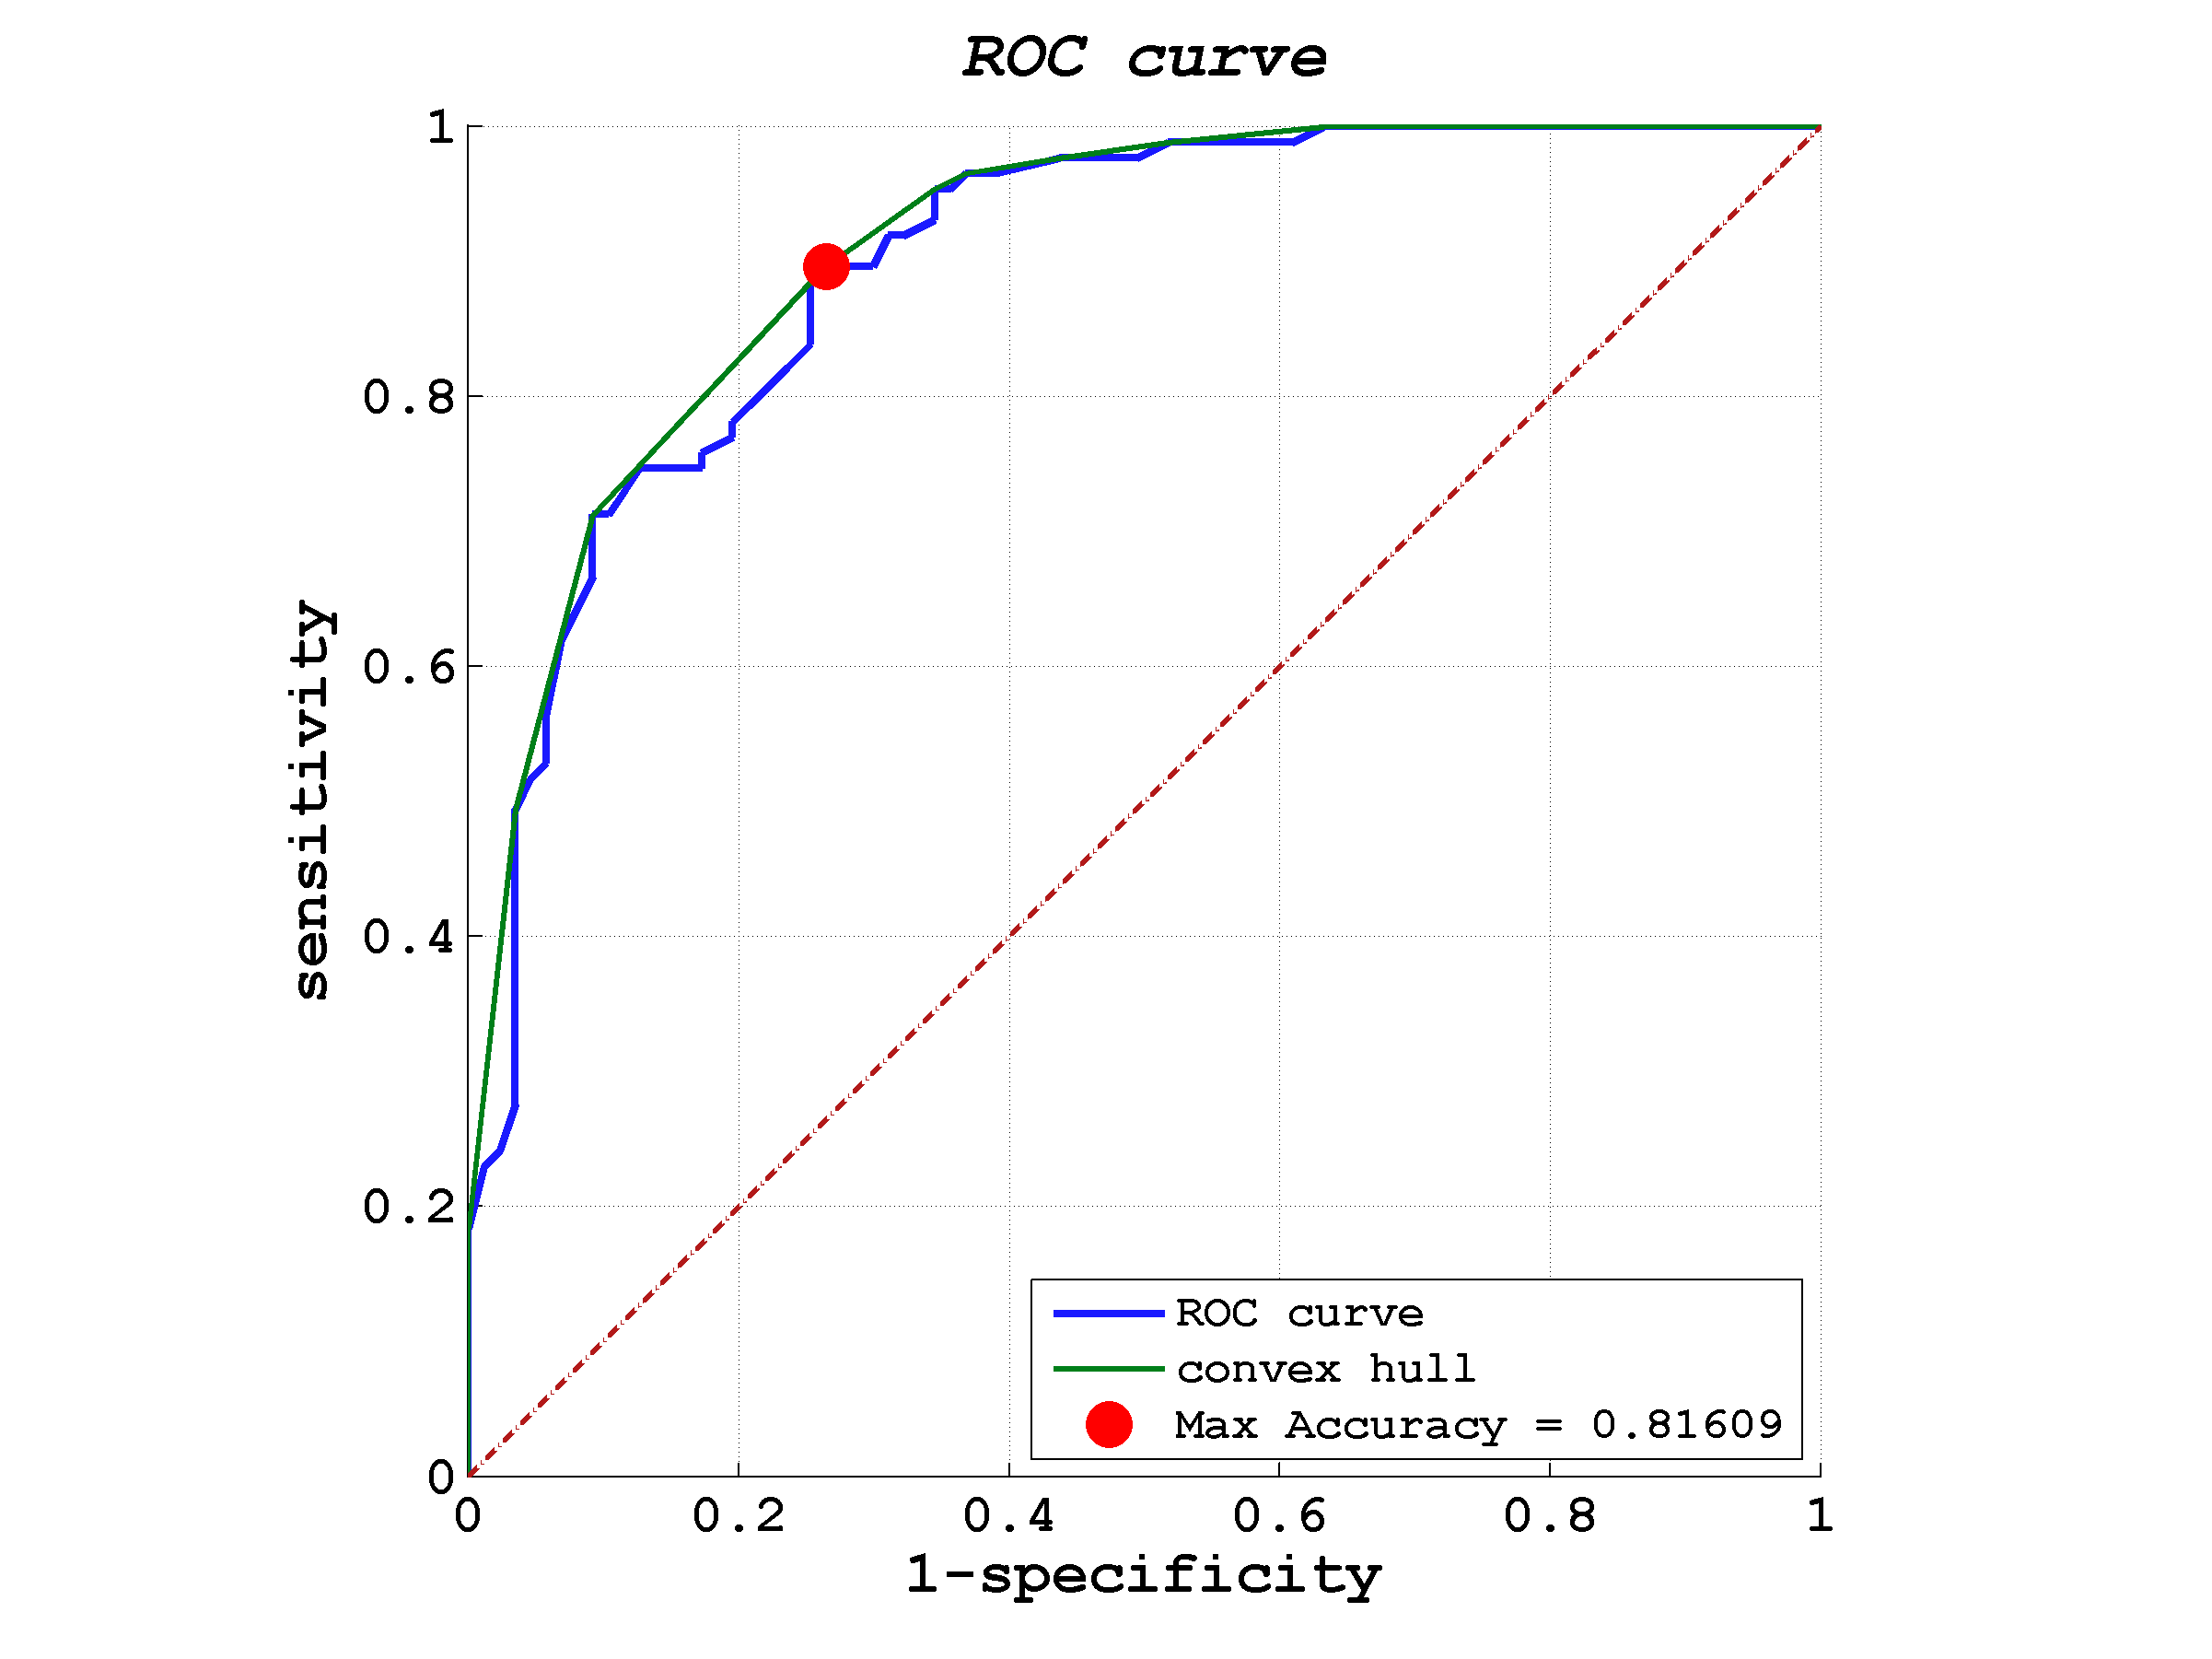 ROC curve
1
0.8
0.6
0.4
0.2
0
sensitivity
0 0.2 0.4 0.6 0.8 1
1-specificity
ROC curve
convex hull
Max Accuracy = 0.81609